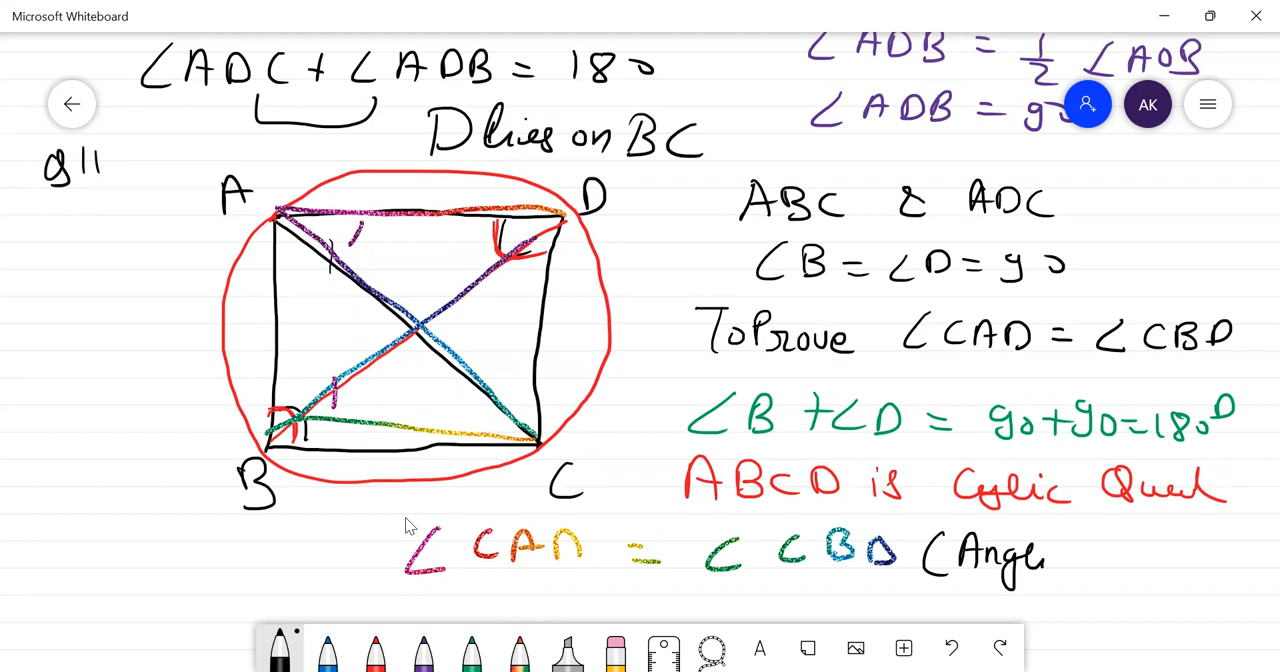 Microsoft Whiteboard
∠ADC + ∠ADB = 180
D lies on BC
∠ADB = 1/2 ∠AOB
∠ADB = 90
AK
Q11
A
D
B
C
ABC & ADC
∠B = ∠D = 90
To Prove ∠CAD = ∠CBD
∠B + ∠D = 90+90=180°
ABCD is Cyclic Quad
∠CAD = ∠CBD (Angle